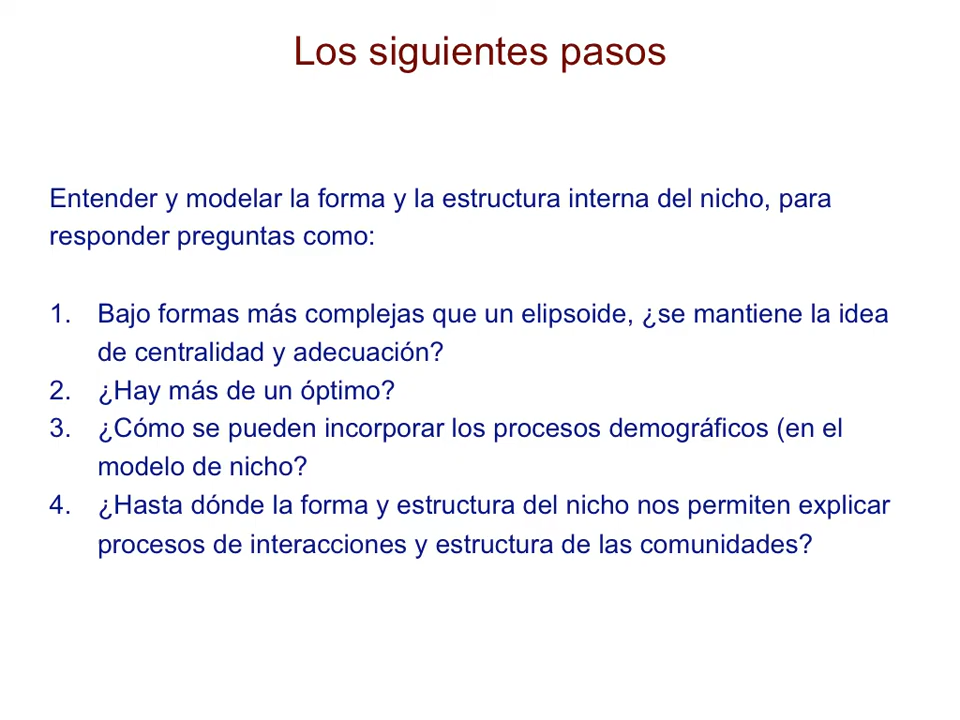 Los siguientes pasos
Entender y modelar la forma y la estructura interna del nicho, para
responder preguntas como:
1. Bajo formas más complejas que un elipsoide, ¿se mantiene la idea
de centralidad y adecuación?
2. ¿Hay más de un óptimo?
3. ¿Cómo se pueden incorporar los procesos demográficos (en el
modelo de nicho?
4. ¿Hasta dónde la forma y estructura del nicho nos permiten explicar
procesos de interacciones y estructura de las comunidades?